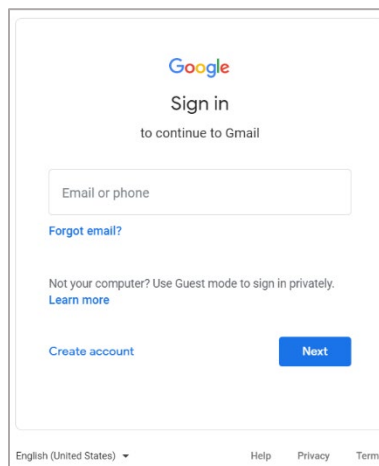 Google
Sign in
to continue to Gmail
Email or phone
Forgot email?
Not your computer? Use Guest mode to sign in privately.
Learn more
Create account
Next
English (United States)
Help
Privacy
Term